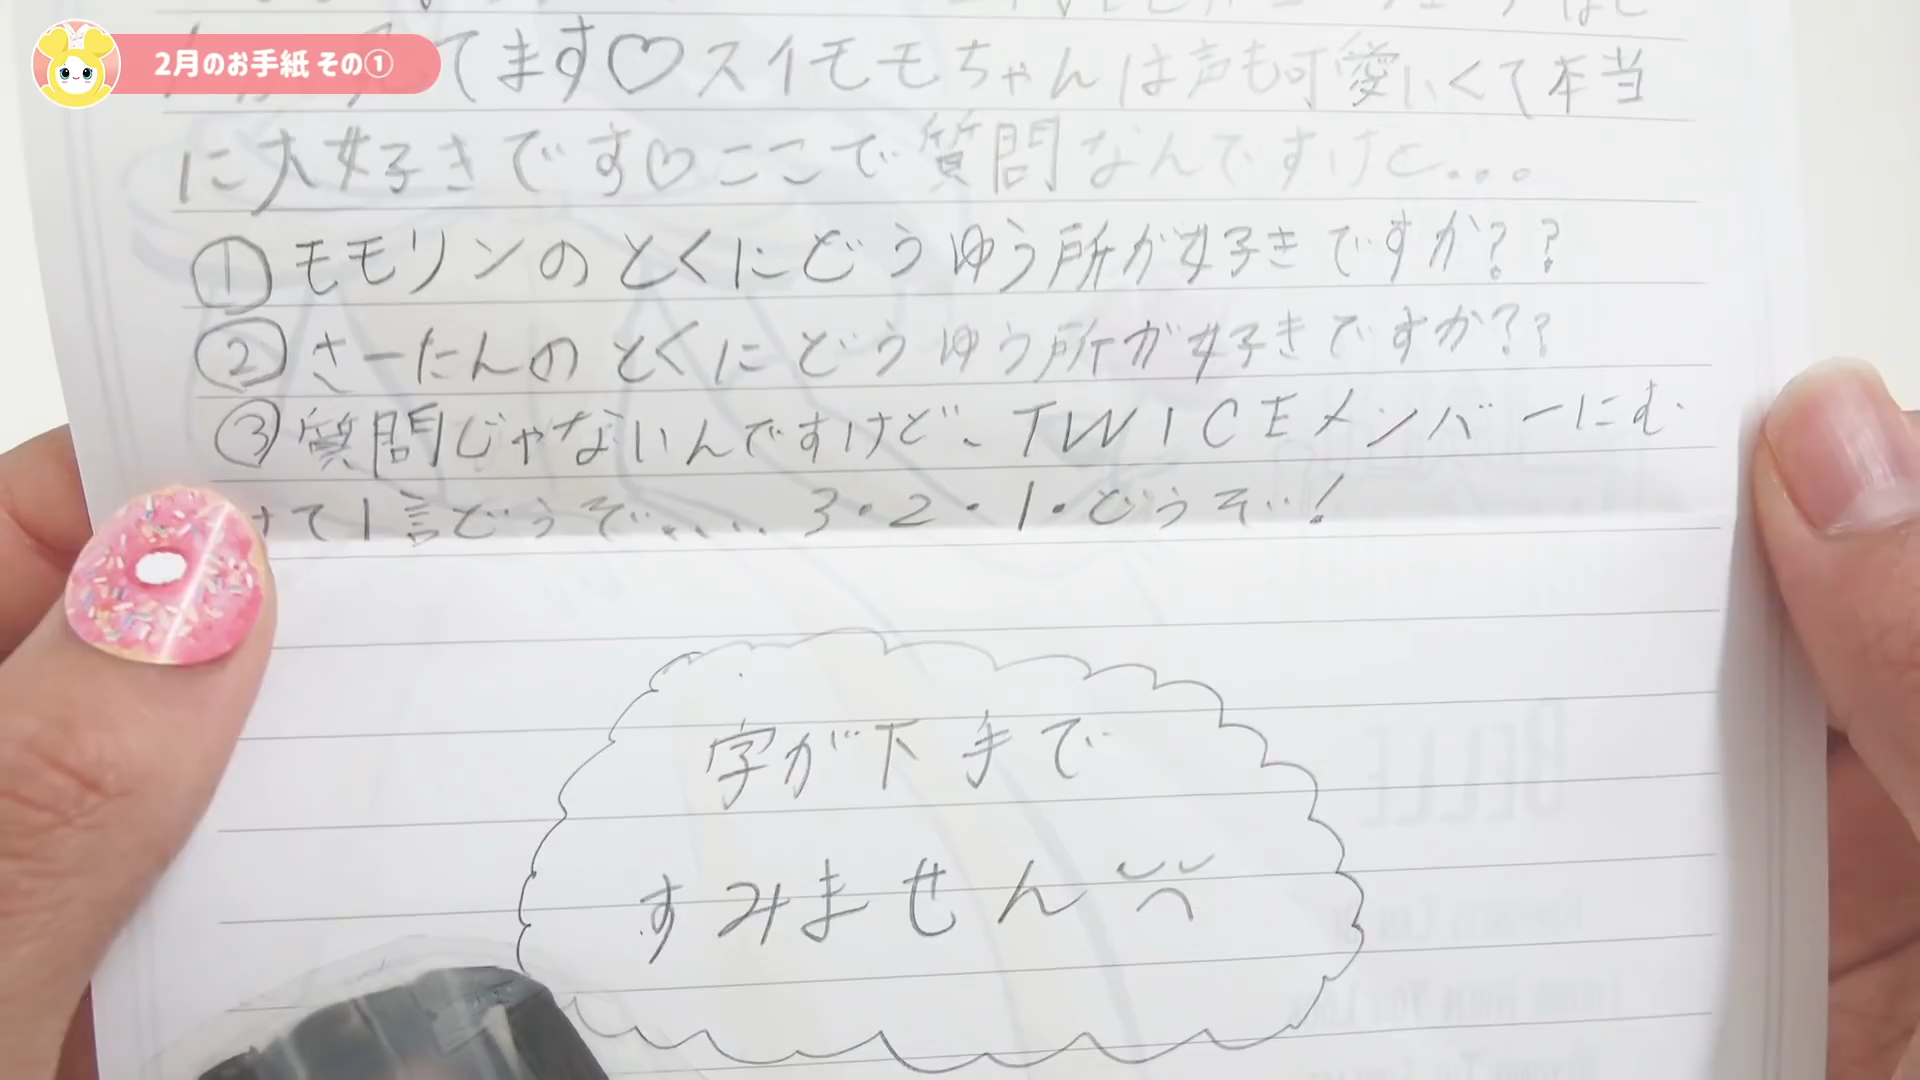 2月のお手紙 その①
てます♡スイモモちゃんは声も可愛いくて本当
に大好きです♡ここで質問なんですけど...
①モモリンのとくにどうゆう所が好きですか??
②さーたんのとくにどうゆう所が好きですか??
③質問じゃないんですけど、TWICEメンバーにむ
けて1言どうぞ.... 3・2・1・どうぞ!
字が下手で
すみません
BELLE